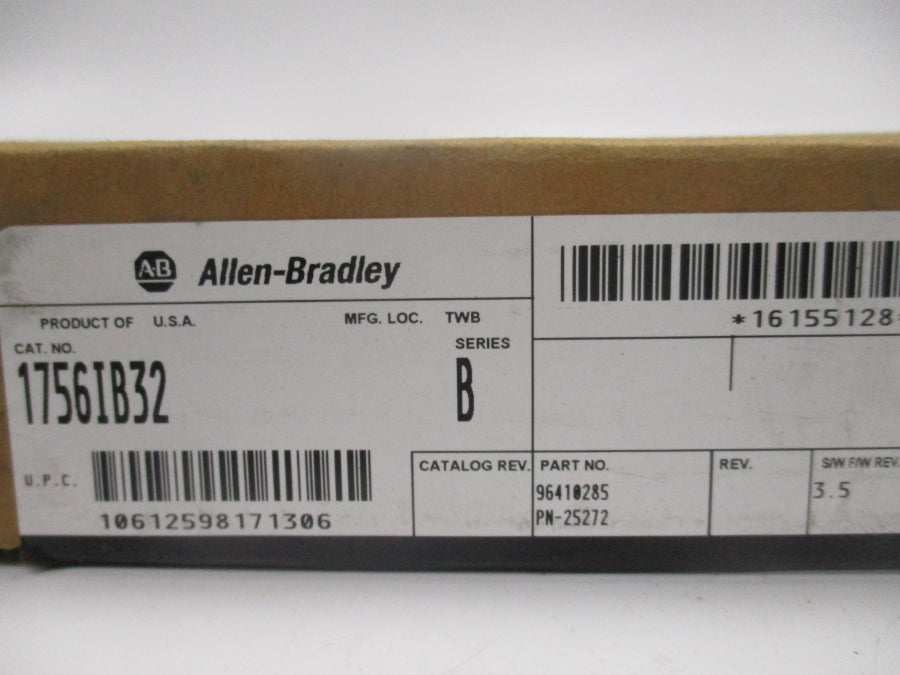 AB Allen-Bradley
*16155128*
PRODUCT OF U.S.A. MFG. LOC. TWB
CAT. NO. SERIES
1756IB32 B
U.P.C.
10612598171306
CATALOG REV. PART NO. REV. S/W F/W REV.
96410285 3.5
PN-25272